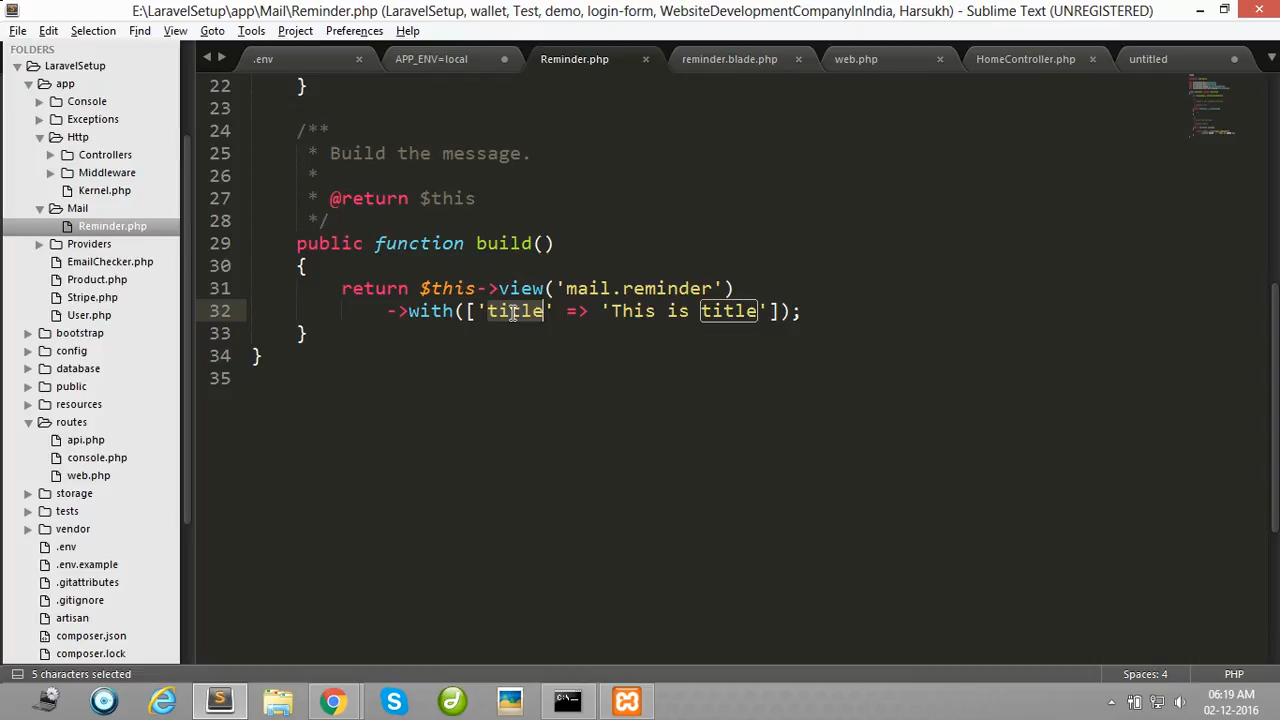 E:\LaravelSetup\app\Mail\Reminder.php (LaravelSetup, wallet, Test, demo, login-form, WebsiteDevelopmentCompanyInIndia, Harsukh) - Sublime Text (UNREGISTERED)
File Edit Selection Find View Goto Tools Project Preferences Help
FOLDERS
LaravelSetup
app
Console
Exceptions
Http
Controllers
Middleware
Kernel.php
Mail
Reminder.php
Providers
EmailChecker.php
Product.php
Stripe.php
User.php
bootstrap
config
database
public
resources
routes
api.php
console.php
web.php
storage
tests
vendor
.env
.env.example
.gitattributes
.gitignore
artisan
composer.json
composer.lock
.env APP_ENV=local Reminder.php reminder.blade.php web.php HomeController.php untitled
22 }
23
24 /**
25 * Build the message.
26 *
27 * @return $this
28 */
29 public function build()
30 {
31 return $this->view('mail.reminder')
32 ->with(['title' => 'This is title']);
33 }
34 }
35
5 characters selected Spaces: 4 PHP
06:19 AM
02-12-2016